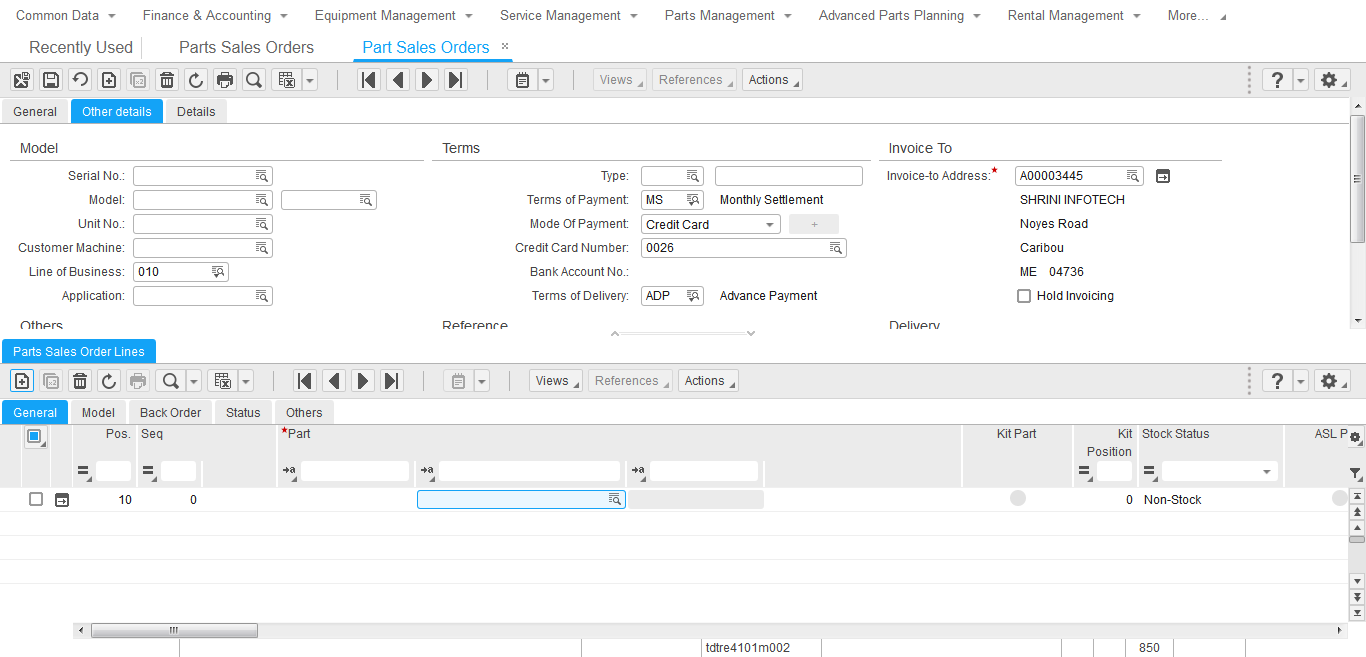 Common Data Finance & Accounting Equipment Management Service Management Parts Management Advanced Parts Planning Rental Management More...
Recently Used Parts Sales Orders Part Sales Orders ×
Views References Actions ?
General Other details Details
Model Terms Invoice To
Serial No.: Type: Invoice-to Address:* A00003445
Model: Terms of Payment: MS Monthly Settlement SHRINI INFOTECH
Unit No.: Mode Of Payment: Credit Card + Noyes Road
Customer Machine: Credit Card Number: 0026 Caribou
Line of Business: 010 Bank Account No.: ME 04736
Application: Terms of Delivery: ADP Advance Payment Hold Invoicing
Others Reference Delivery
Parts Sales Order Lines
Views References Actions ?
General Model Back Order Status Others
Pos. Seq *Part Kit Part Kit Stock Status ASL P
Position
10 0 0 Non-Stock
tdtre4101m002 850